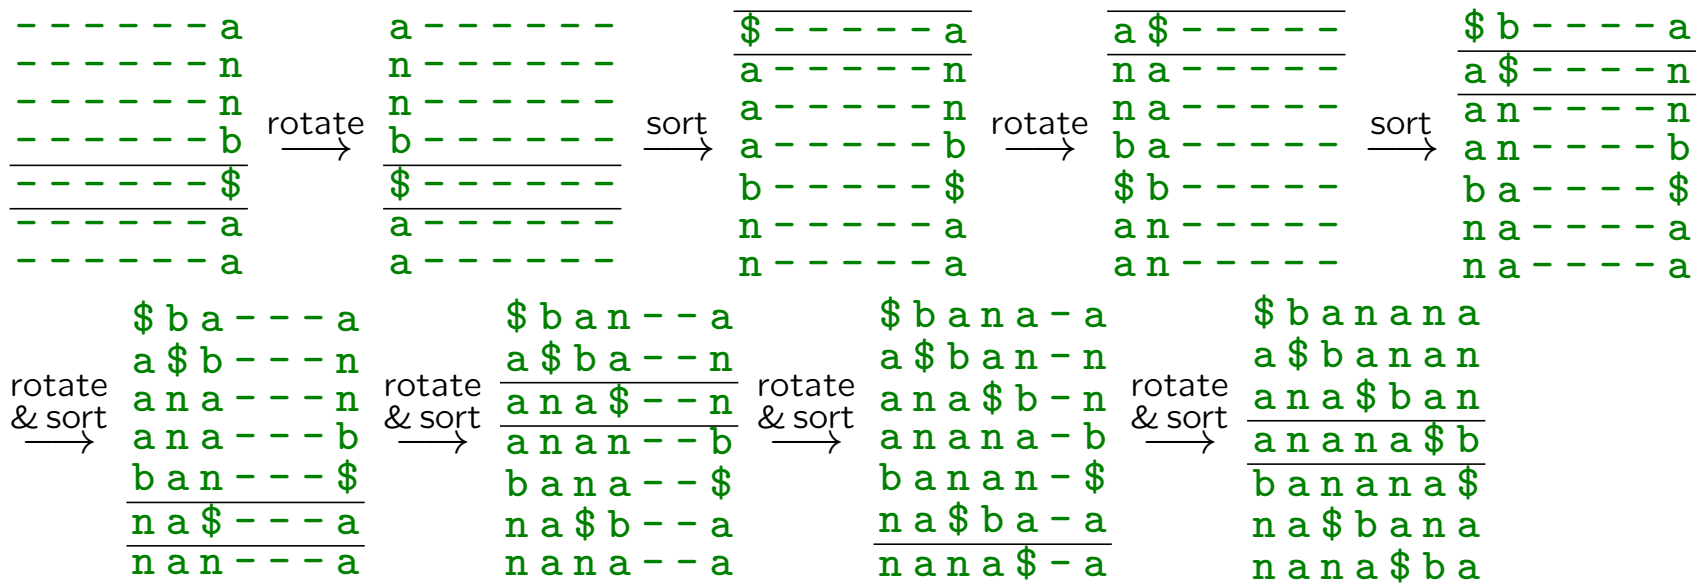 - - - - - - a
- - - - - - n
- - - - - - n
- - - - - - b
- - - - - - $
- - - - - - a
- - - - - - a
rotate
⟶
a - - - - - -
n - - - - - -
n - - - - - -
b - - - - - -
$ - - - - - -
a - - - - - -
a - - - - - -
sort
⟶
$ - - - - - a
a - - - - - n
a - - - - - n
a - - - - - b
b - - - - - $
n - - - - - a
n - - - - - a
rotate
⟶
a $ - - - - -
n a - - - - -
n a - - - - -
b a - - - - -
$ b - - - - -
a n - - - - -
a n - - - - -
sort
⟶
$ b - - - - a
a $ - - - - n
a n - - - - n
a n - - - - b
b a - - - - $
n a - - - - a
n a - - - - a
rotate
& sort
⟶
$ b a - - - a
a $ b - - - n
a n a - - - n
a n a - - - b
b a n - - - $
n a $ - - - a
n a n - - - a
rotate
& sort
⟶
$ b a n - - a
a $ b a - - n
a n a $ - - n
a n a n - - b
b a n a - - $
n a $ b - - a
n a n a - - a
rotate
& sort
⟶
$ b a n a - a
a $ b a n - n
a n a $ b - n
a n a n a - b
b a n a n - $
n a $ b a - a
n a n a $ - a
rotate
& sort
⟶
$ b a n a n a
a $ b a n a n
a n a $ b a n
a n a n a $ b
b a n a n a $
n a $ b a n a
n a n a $ b a